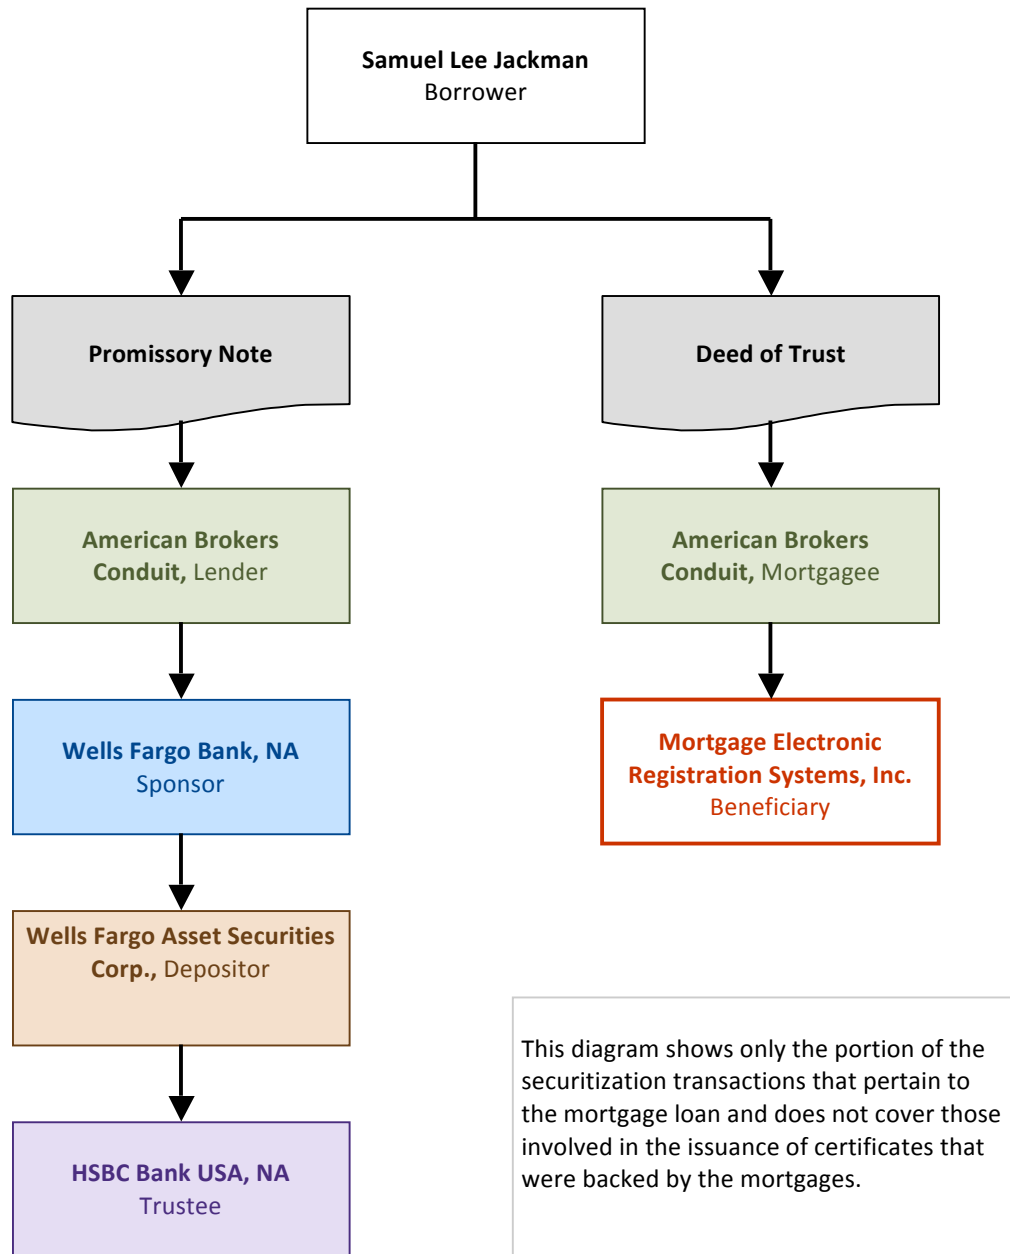 Samuel Lee Jackman
Borrower
Promissory Note
Deed of Trust
American Brokers
Conduit, Lender
American Brokers
Conduit, Mortgagee
Wells Fargo Bank, NA
Sponsor
Mortgage Electronic
Registration Systems, Inc.
Beneficiary
Wells Fargo Asset Securities
Corp., Depositor
This diagram shows only the portion of the
securitization transactions that pertain to
the mortgage loan and does not cover those
involved in the issuance of certificates that
were backed by the mortgages.
HSBC Bank USA, NA
Trustee